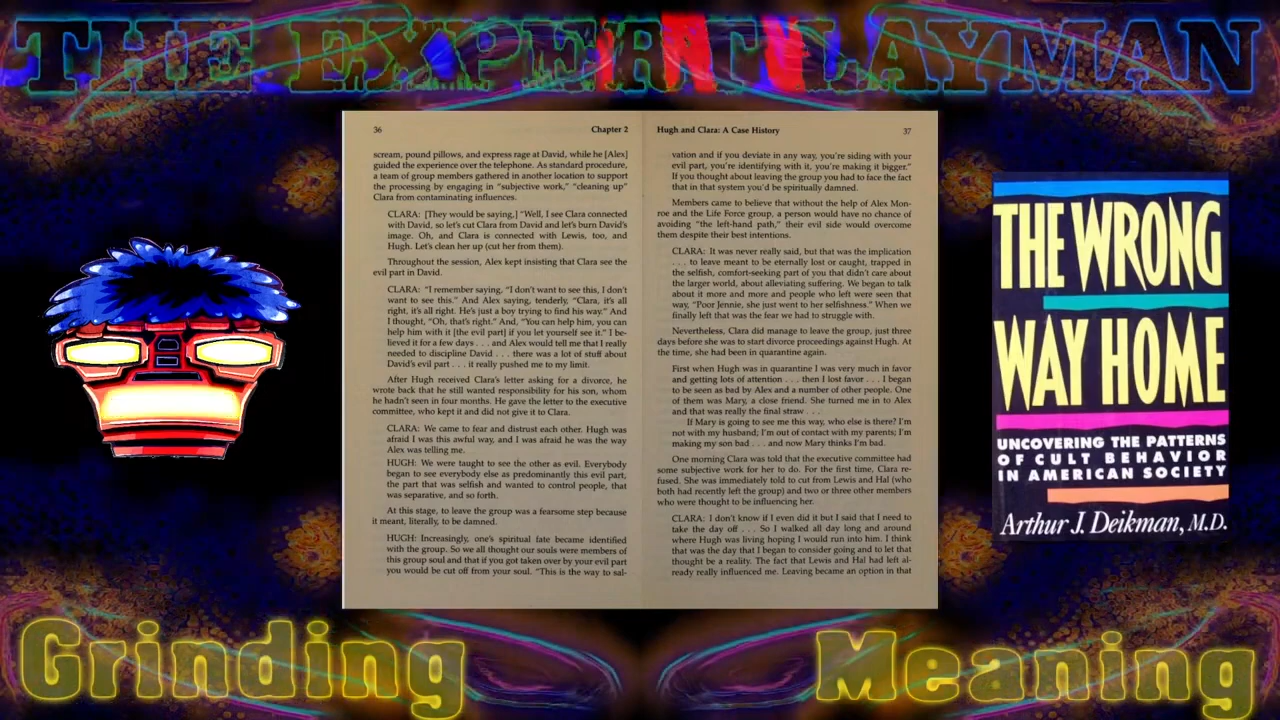 THE EXPERT LAYMAN
36 Chapter 2
scream, pound pillows, and express rage at David, while he [Alex]
guided the experience over the telephone. As standard procedure,
a team of group members gathered in another location to support
the processing by engaging in “subjective work,” “cleaning up”
Clara from contaminating influences.
CLARA: [They would be saying,] “Well, I see Clara connected
with David, so let’s cut Clara from David and let’s burn David’s
image. Oh, and Clara is connected with Lewis, too, and
Hugh. Let’s clean her up (cut her from them).
Throughout the session, Alex kept insisting that Clara see the
evil part in David.
CLARA: “I remember saying, “I don’t want to see this, I don’t
want to see this.” And Alex saying, tenderly, “Clara, it’s all
right, it’s all right. He’s just a boy trying to find his way.” And
I thought, “Oh, that’s right.” And, “You can help him, you can
help him with it [the evil part] if you let yourself see it.” I be-
lieved it for a few days . . . and Alex would tell me that I really
needed to discipline David . . . there was a lot of stuff about
David’s evil part . . . it really pushed me to my limit.
After Hugh received Clara’s letter asking for a divorce, he
wrote back that he still wanted responsibility for his son, whom
he hadn’t seen in four months. He gave the letter to the executive
committee, who kept it and did not give it to Clara.
CLARA: We came to fear and distrust each other. Hugh was
afraid I was this awful way, and I was afraid he was the way
Alex was telling me.
HUGH: We were taught to see the other as evil. Everybody
began to see everybody else as predominantly this evil part,
the part that was selfish and wanted to control people, that
was separative, and so forth.
At this stage, to leave the group was a fearsome step because
it meant, literally, to be damned.
HUGH: Increasingly, one’s spiritual fate became identified
with the group. So we all thought our souls were members of
this group soul and that if you got taken over by your evil part
you would be cut off from your soul. “This is the way to sal-
Hugh and Clara: A Case History 37
vation and if you deviate in any way, you’re siding with your
evil part, you’re identifying with it, you’re making it bigger.”
If you thought about leaving the group you had to face the fact
that in that system you’d be spiritually damned.
Members came to believe that without the help of Alex Mon-
roe and the Life Force group, a person would have no chance of
avoiding “the left-hand path,” their evil side would overcome
them despite their best intentions.
CLARA: It was never really said, but that was the implication
. . . to leave meant to be eternally lost or caught, trapped in
the selfish, comfort-seeking part of you that didn’t care about
the larger world, about alleviating suffering. We began to talk
about it more and more and people who left were seen that
way, “Poor Jennie, she just went to her selfishness.” When we
finally left that was the fear we had to struggle with.
Nevertheless, Clara did manage to leave the group, just three
days before she was to start divorce proceedings against Hugh. At
the time, she had been in quarantine again.
First when Hugh was in quarantine I was very much in favor
and getting lots of attention . . . then I lost favor . . . I began
to be seen as bad by Alex and a number of other people. One
of them was Mary, a close friend. She turned me in to Alex
and that was really the final straw . . .
If Mary is going to see me this way, who else is there? I’m
not with my husband; I’m out of contact with my parents; I’m
making my son bad . . . and now Mary thinks I’m bad.
One morning Clara was told that the executive committee had
some subjective work for her to do. For the first time, Clara re-
fused. She was immediately told to cut from Lewis and Hal (who
both had recently left the group) and two or three other members
who were thought to be influencing her.
CLARA: I don’t know if I even did it but I said that I need to
take the day off . . . So I walked all day long and around
where Hugh was living hoping I would run into him. I think
that was the day that I began to consider going and to let that
thought be a reality. The fact that Lewis and Hal had left al-
ready really influenced me. Leaving became an option in that
THE WRONG
WAY HOME
UNCOVERING THE PATTERNS
OF CULT BEHAVIOR
IN AMERICAN SOCIETY
Arthur J. Deikman, M.D.
Grinding Meaning